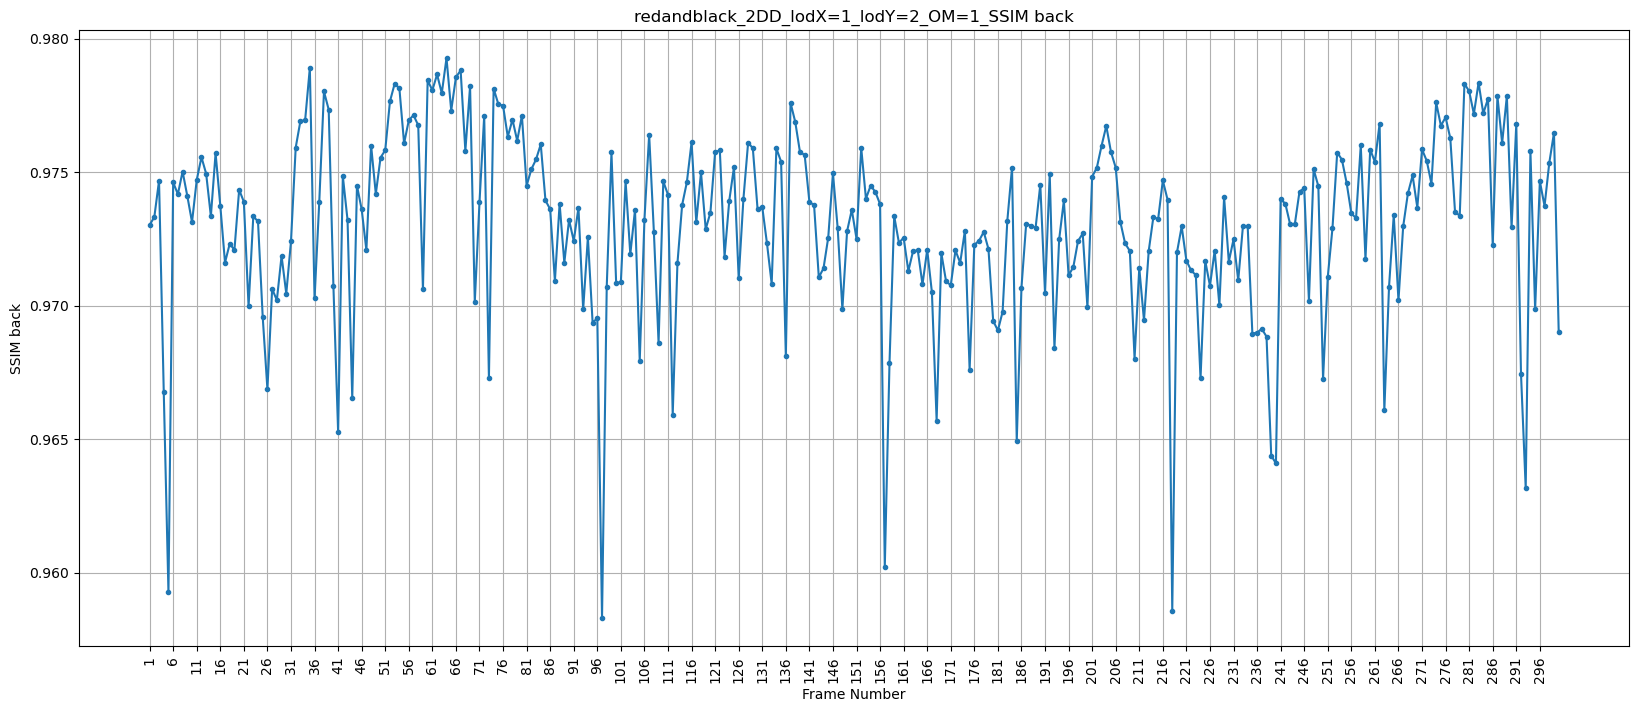 redandblack_2DD_lodX=1_lodY=2_OM=1_SSIM back
0.980
0.975
0.970
0.965
0.960
SSIM back
1 6 11 16 21 26 31 36 41 46 51 56 61 66 71 76 81 86 91 96 101 106 111 116 121 126 131 136 141 146 151 156 161 166 171 176 181 186 191 196 201 206 211 216 221 226 231 236 241 246 251 256 261 266 271 276 281 286 291 296
Frame Number